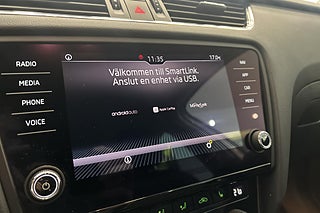 11:35
17.0°C
RADIO
MEDIA
PHONE
VOICE
Välkommen till SmartLink.
Anslut en enhet via USB.
androidauto
Apple CarPlay
MirrorLink
NAV
APP
CAR
MENU